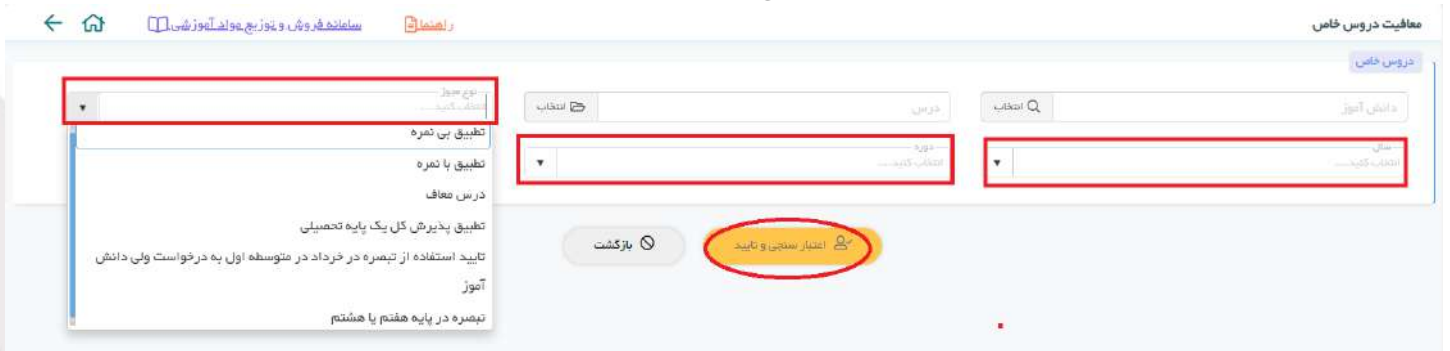 معافیت دروس خاص
راهنما
سامانه فروش و توزیع مواد آموزشی
دروس خاص
دانش آموز
انتخاب
درس
انتخاب
نوع مجوز
انتخاب کنید.....
سال
انتخاب کنید.....
دوره
انتخاب کنید.....
تطبیق بی نمره
تطبیق با نمره
درس معاف
تطبیق پذیرش کل یک پایه تحصیلی
تایید استفاده از تبصره در خرداد در متوسطه اول به درخواست ولی دانش
آموز
تبصره در پایه هفتم یا هشتم
اعتبار سنجی و تایید
بازگشت